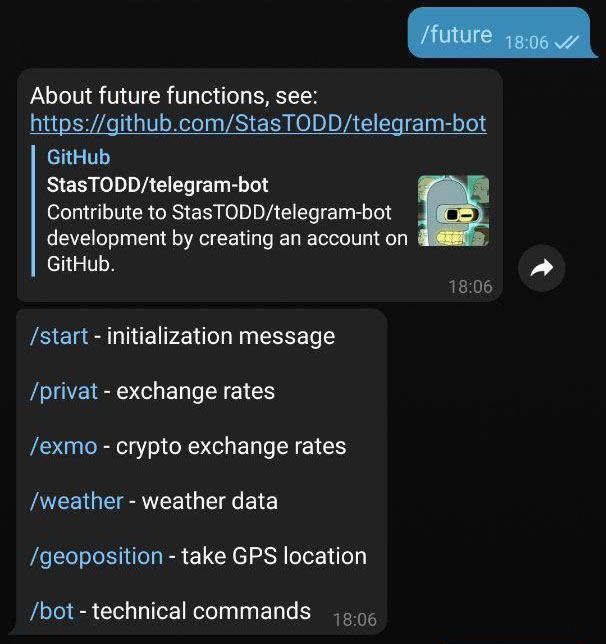 /future 18:06
About future functions, see:
https://github.com/StasTODD/telegram-bot
GitHub
StasTODD/telegram-bot
Contribute to StasTODD/telegram-bot
development by creating an account on
GitHub.
18:06
/start - initialization message
/privat - exchange rates
/exmo - crypto exchange rates
/weather - weather data
/geoposition - take GPS location
/bot - technical commands 18:06